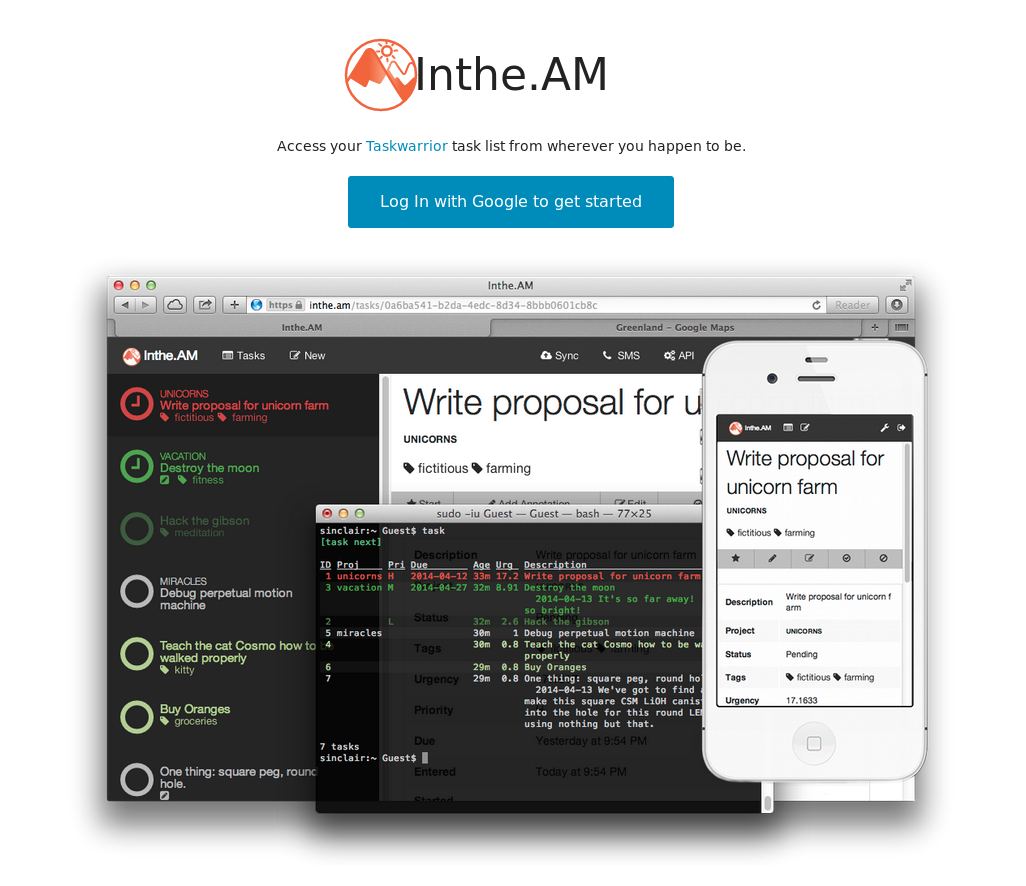 Inthe.AM
Access your Taskwarrior task list from wherever you happen to be.
Log In with Google to get started
Inthe.AM
https inthe.am/tasks/0a6ba541-b2da-4edc-8d34-8bbb0601cb8c Reader
Inthe.AM Greenland – Google Maps
Inthe.AM Tasks New Sync SMS API
UNICORNS
Write proposal for unicorn farm
fictitious farming
VACATION
Destroy the moon
fitness
Hack the gibson
meditation
MIRACLES
Debug perpetual motion
machine
Teach the cat Cosmo how to be
walked properly
kitty
Buy Oranges
groceries
One thing: square peg, round
hole.
Write proposal for u
UNICORNS
fictitious farming
Start Add Annotation Edit
sudo -iu Guest — Guest — bash — 77×25
sinclair:~ Guest$ task
[task next]
ID Proj Pri Due Age Urg Description
1 unicorns H 2014-04-12 33m 17.2 Write proposal for unicorn farm
3 vacation M 2014-04-27 32m 8.91 Destroy the moon
2014-04-13 It's so far away!
so bright!
2 L 32m 2.6 Hack the gibson
5 miracles 30m 1 Debug perpetual motion machine
4 30m 0.8 Teach the cat Cosmo how to be wa
properly
6 29m 0.8 Buy Oranges
7 29m 0.8 One thing: square peg, round hol
2014-04-13 We've got to find a
make this square CSM LiOH canist
into the hole for this round LEM
using nothing but that.
7 tasks
sinclair:~ Guest$
Description Write proposal for unicorn farm
Status
Tags
Urgency
Priority
Due Yesterday at 9:54 PM
Entered Today at 9:54 PM
Started
Inthe.AM
Write proposal for
unicorn farm
UNICORNS
fictitious farming
Description Write proposal for unicorn f
arm
Project UNICORNS
Status Pending
Tags fictitious farming
Urgency 17.1633